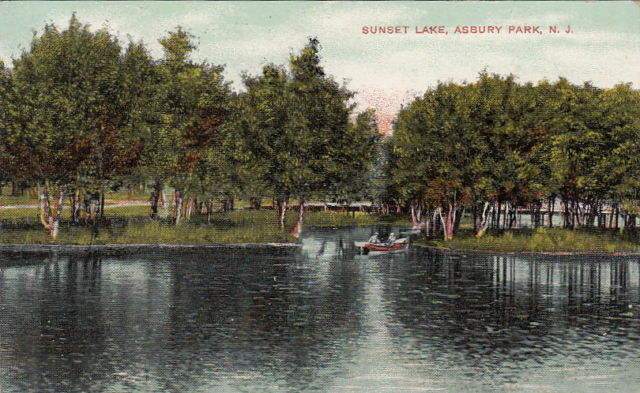 SUNSET LAKE, ASBURY PARK, N. J.